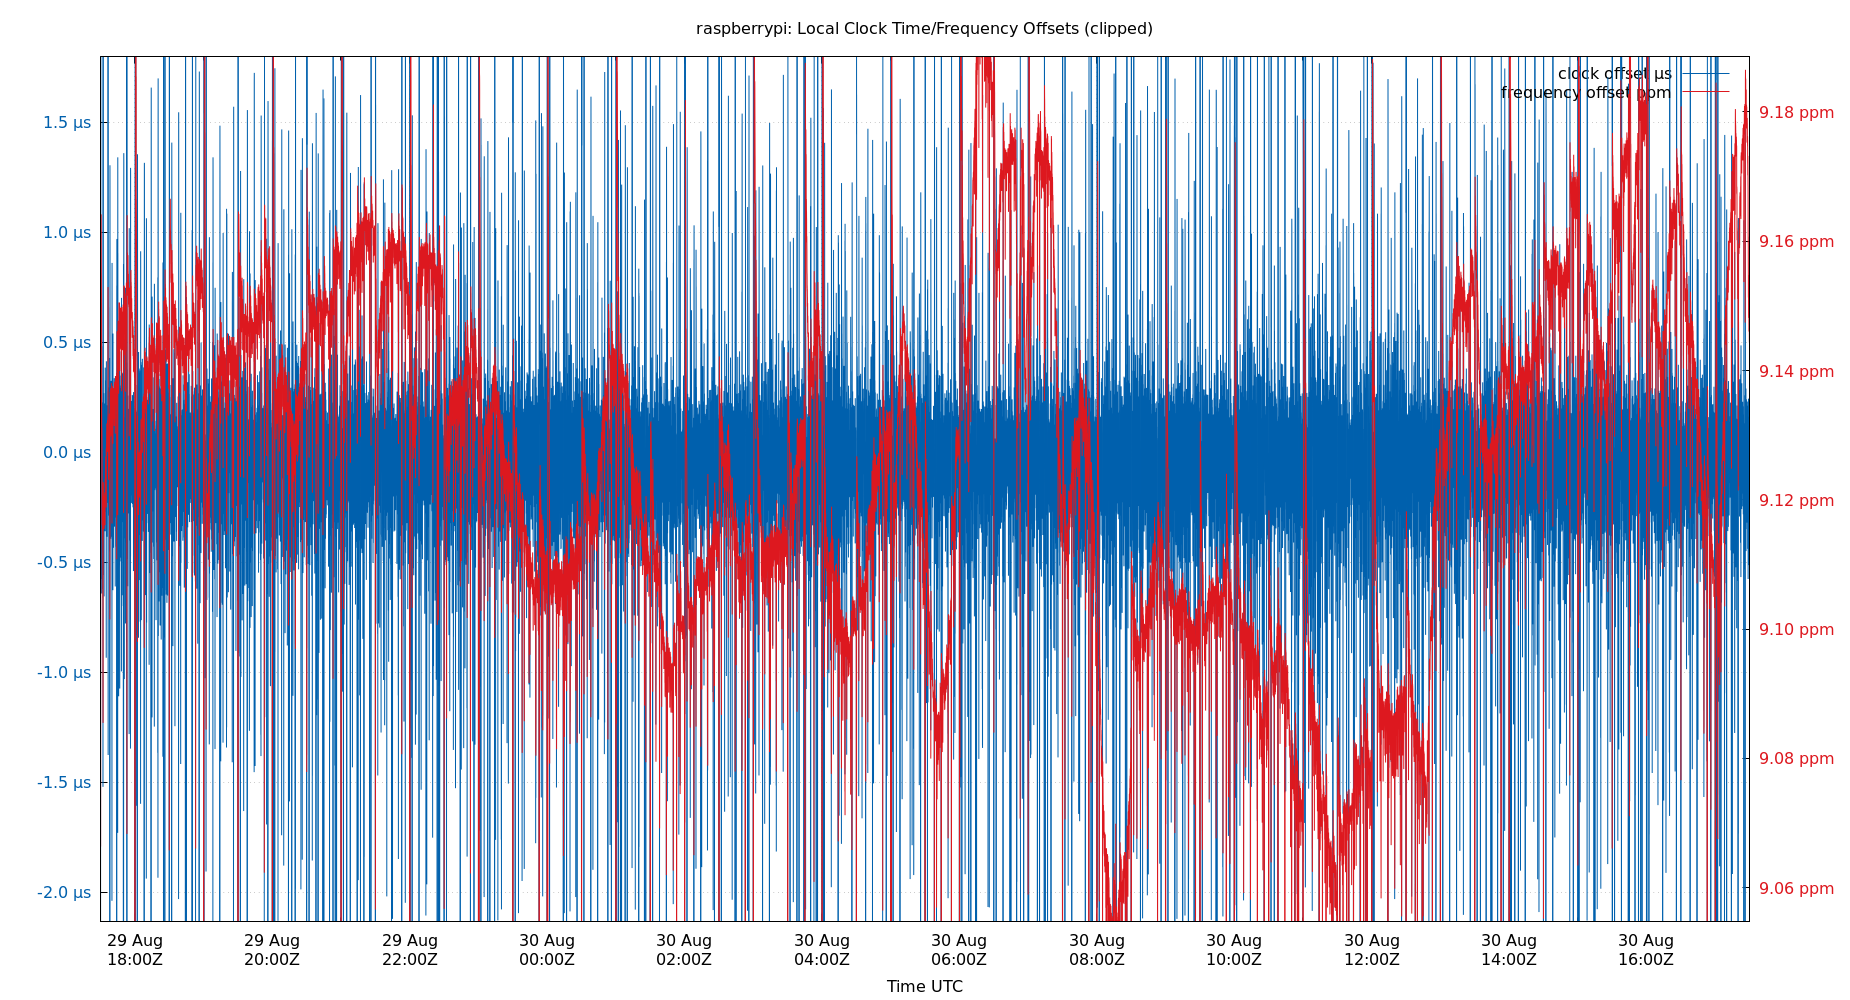 raspberrypi: Local Clock Time/Frequency Offsets (clipped)
clock offset µs
frequency offset ppm
1.5 µs
1.0 µs
0.5 µs
0.0 µs
-0.5 µs
-1.0 µs
-1.5 µs
-2.0 µs
9.18 ppm
9.16 ppm
9.14 ppm
9.12 ppm
9.10 ppm
9.08 ppm
9.06 ppm
29 Aug 29 Aug 29 Aug 30 Aug 30 Aug 30 Aug 30 Aug 30 Aug 30 Aug 30 Aug 30 Aug 30 Aug
18:00Z 20:00Z 22:00Z 00:00Z 02:00Z 04:00Z 06:00Z 08:00Z 10:00Z 12:00Z 14:00Z 16:00Z
Time UTC